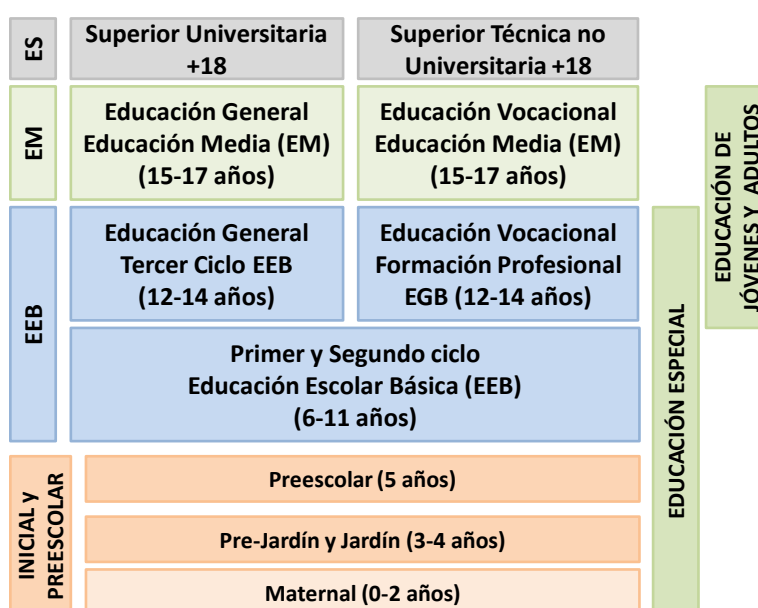 ES
Superior Universitaria
+18
Superior Técnica no
Universitaria +18
EM
Educación General
Educación Media (EM)
(15-17 años)
Educación Vocacional
Educación Media (EM)
(15-17 años)
EDUCACIÓN DE
JÓVENES Y ADULTOS
EEB
Educación General
Tercer Ciclo EEB
(12-14 años)
Educación Vocacional
Formación Profesional
EGB (12-14 años)
Primer y Segundo ciclo
Educación Escolar Básica (EEB)
(6-11 años)
EDUCACIÓN ESPECIAL
INICIAL y
PREESCOLAR
Preescolar (5 años)
Pre-Jardín y Jardín (3-4 años)
Maternal (0-2 años)